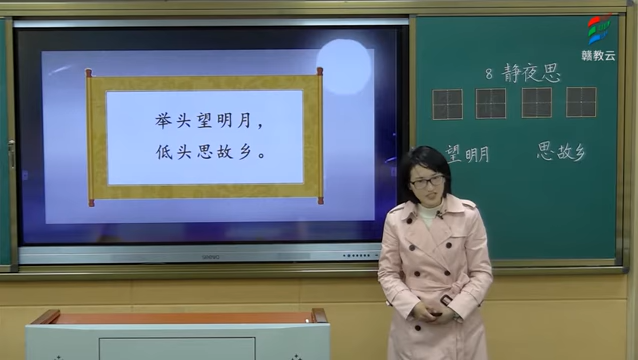 举头望明月，
低头思故乡。
赣教云
8 静夜思
望明月
思故乡